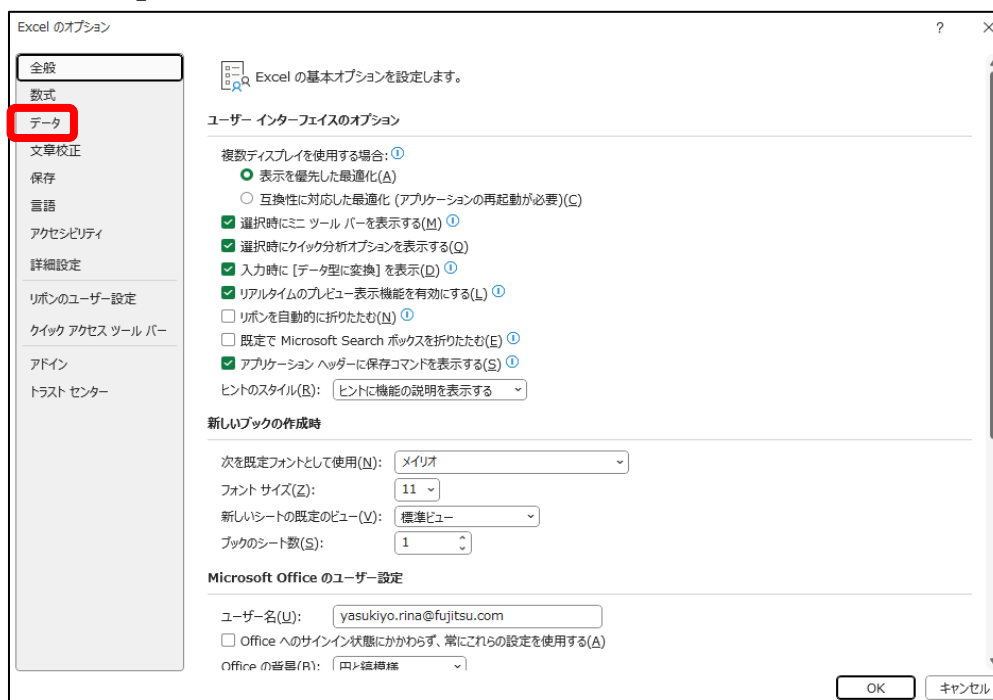 Excel のオプション ? ×
全般
数式
データ
文章校正
保存
言語
アクセシビリティ
詳細設定
リボンのユーザー設定
クイック アクセス ツール バー
アドイン
トラスト センター
Excel の基本オプションを設定します。
ユーザー インターフェイスのオプション
複数ディスプレイを使用する場合:
表示を優先した最適化(A)
互換性に対応した最適化 (アプリケーションの再起動が必要)(C)
選択時にミニ ツール バーを表示する(M)
選択時にクイック分析オプションを表示する(Q)
入力時に [データ型に変換] を表示(D)
リアルタイムのプレビュー表示機能を有効にする(L)
リボンを自動的に折りたたむ(N)
既定で Microsoft Search ボックスを折りたたむ(E)
アプリケーション ヘッダーに保存コマンドを表示する(S)
ヒントのスタイル(R): ヒントに機能の説明を表示する
新しいブックの作成時
次を既定フォントとして使用(N): メイリオ
フォント サイズ(Z): 11
新しいシートの既定のビュー(V): 標準ビュー
ブックのシート数(S): 1
Microsoft Office のユーザー設定
ユーザー名(U): yasukiyo.rina@fujitsu.com
Office へのサインイン状態にかかわらず、常にこれらの設定を使用する(A)
Office の背景(B): 円と縞模様
OK キャンセル